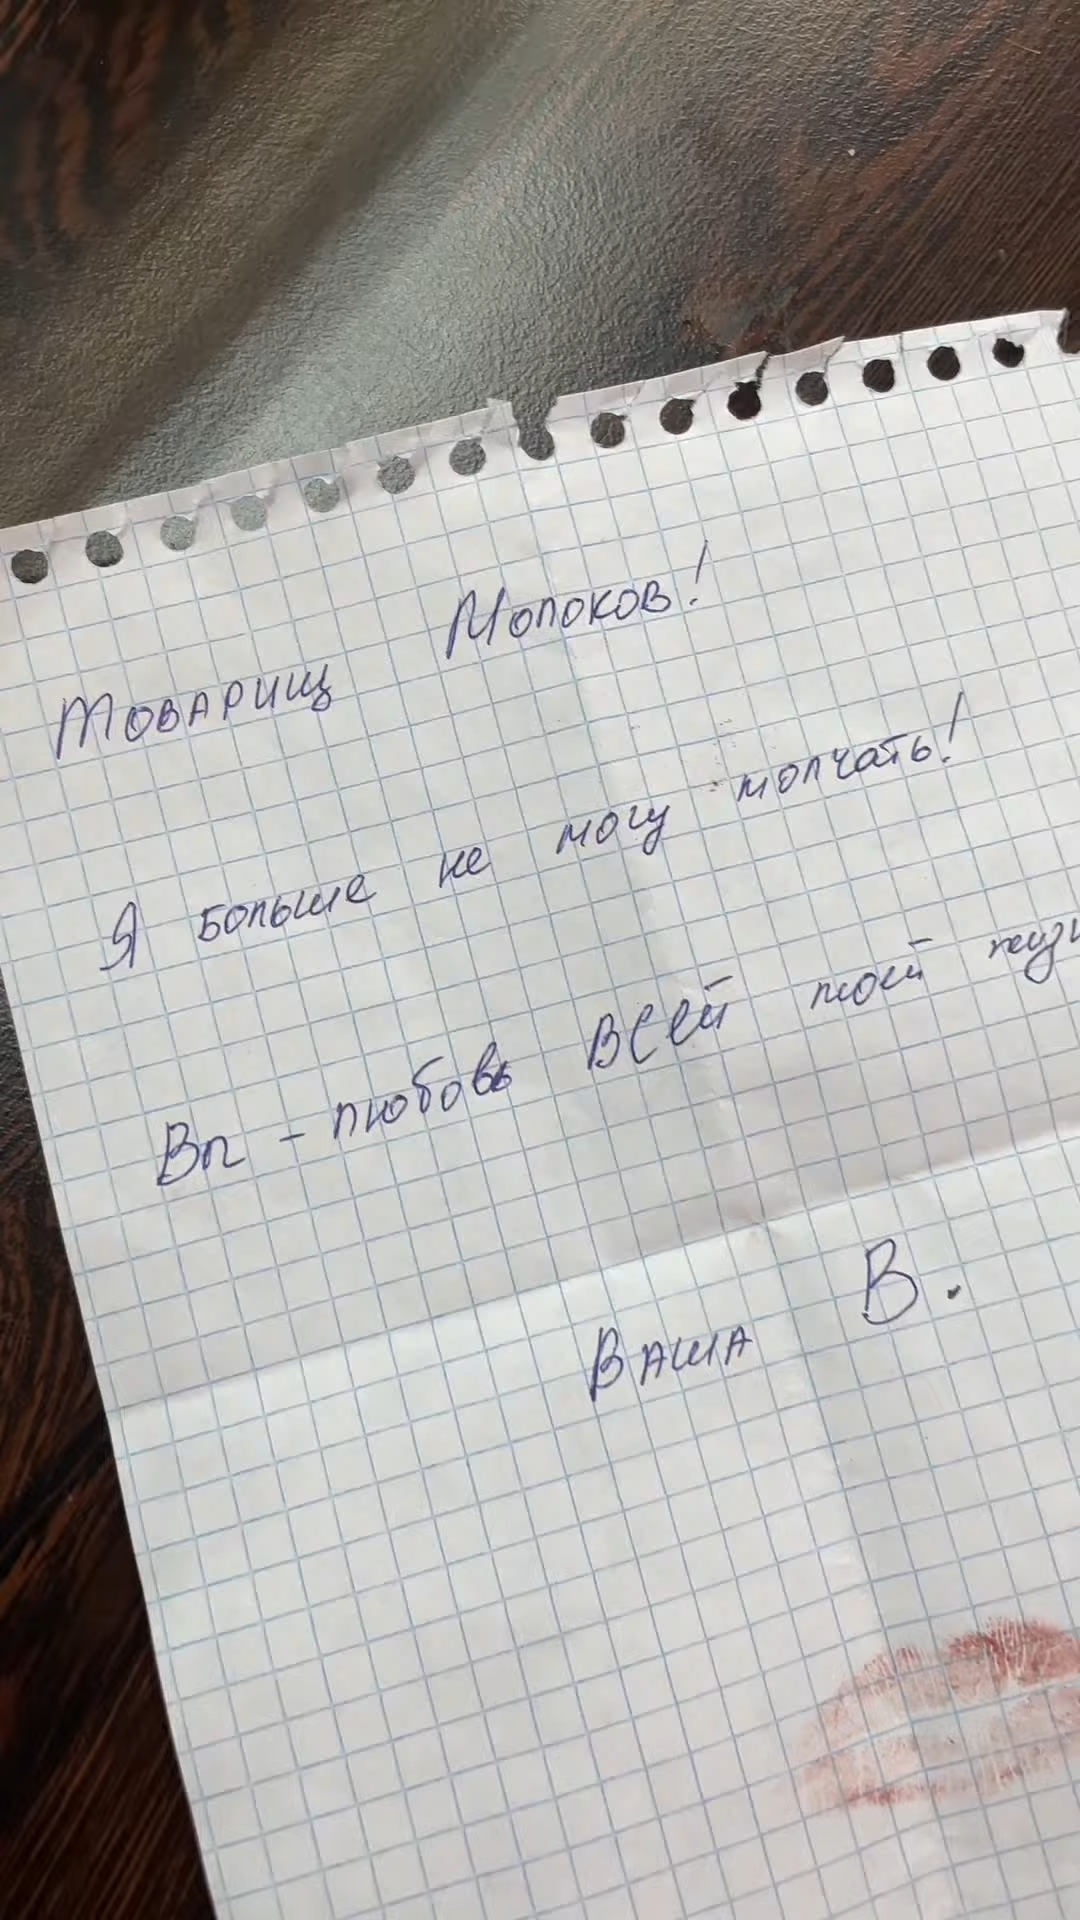 Товарищ Молоков!
Я больше не могу молчать!
Вы - любовь всей моей
Ваша В.